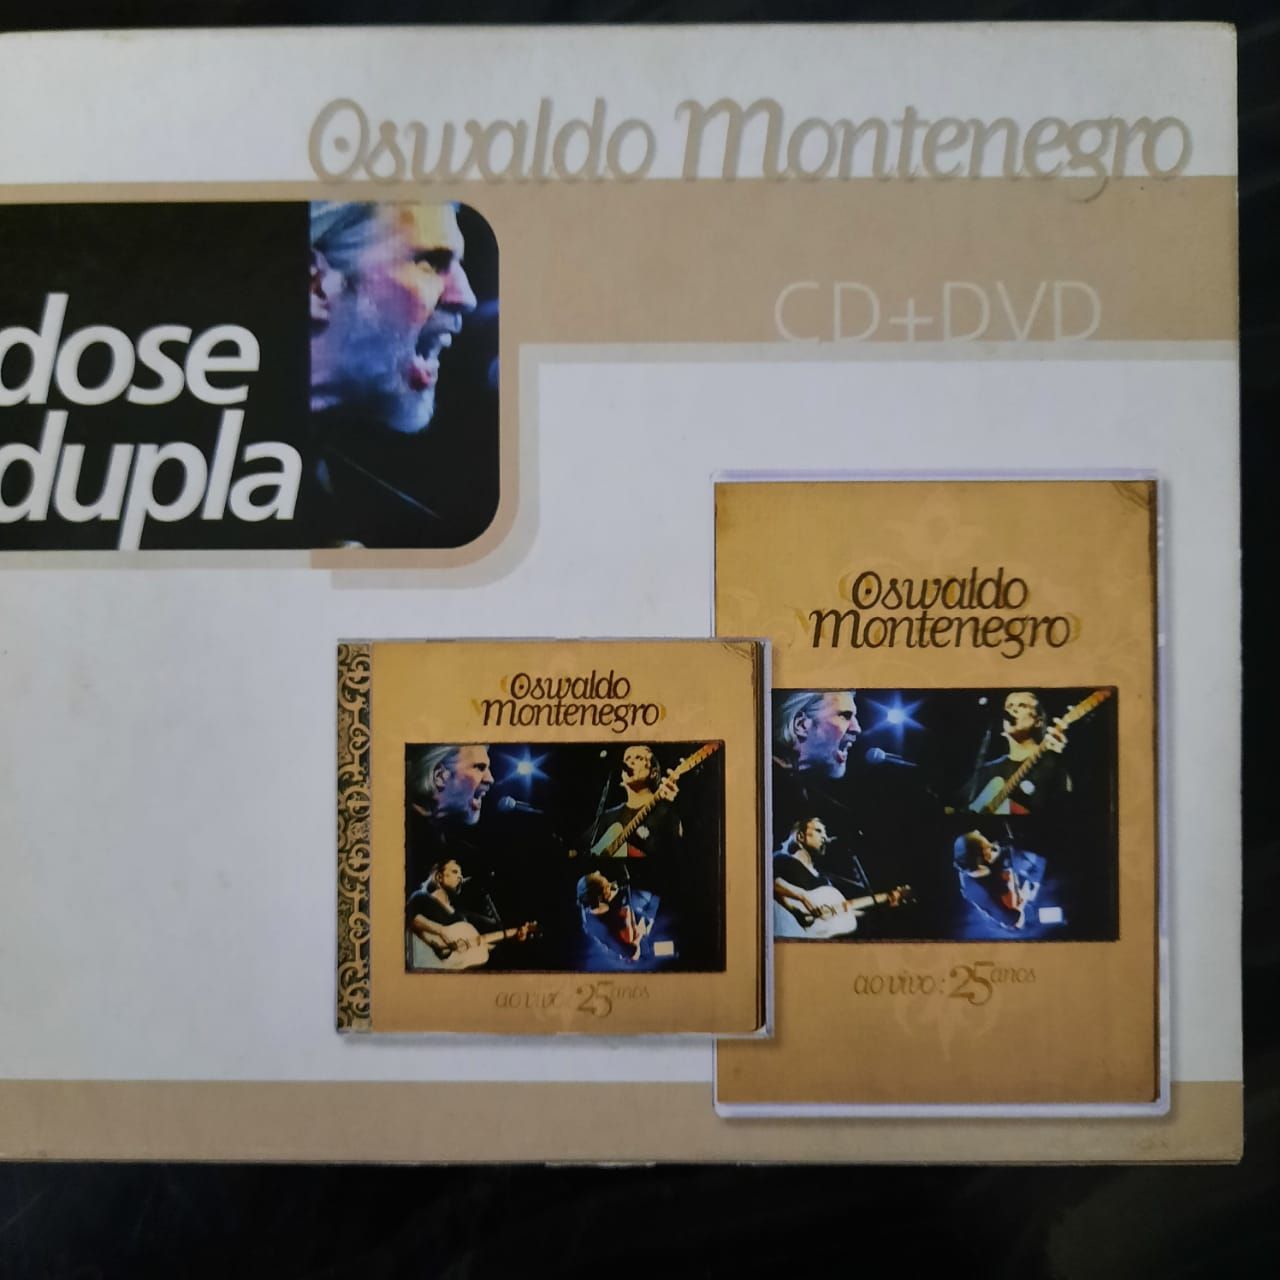 Oswaldo Montenegro
CD+DVD
dose
dupla
Oswaldo
Montenegro
ao vivo: 25 anos
Oswaldo
Montenegro
ao vivo: 25 anos